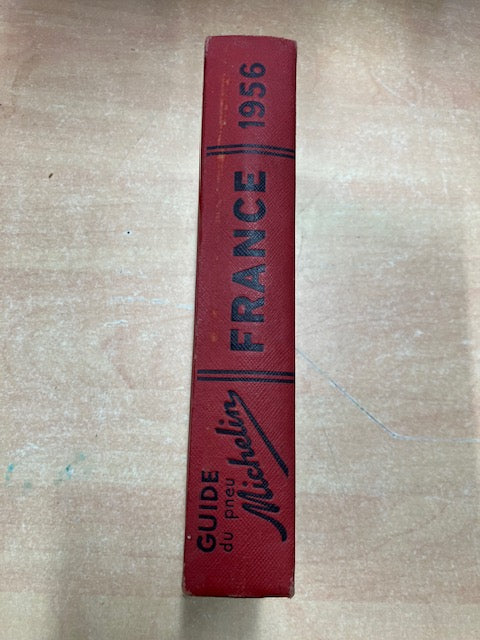 GUIDE
du pneu
Michelin
FRANCE
1956